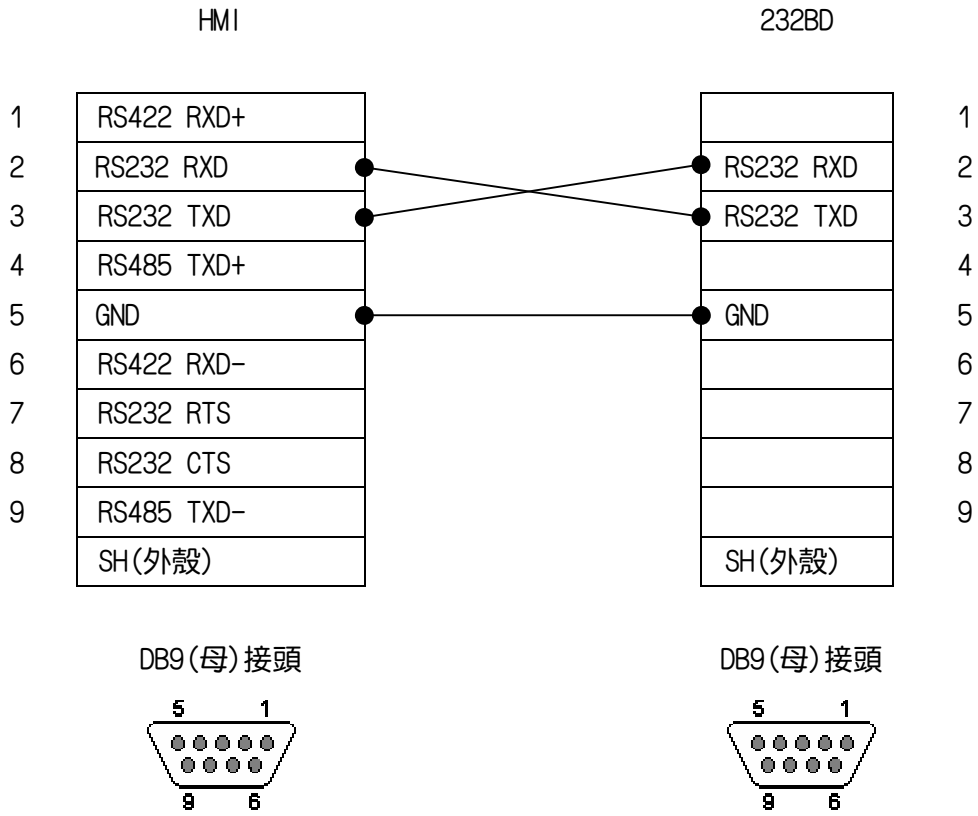 HMI 232BD
1 RS422 RXD+ 1
2 RS232 RXD RS232 RXD 2
3 RS232 TXD RS232 TXD 3
4 RS485 TXD+ 4
5 GND GND 5
6 RS422 RXD- 6
7 RS232 RTS 7
8 RS232 CTS 8
9 RS485 TXD- 9
SH(外殼) SH(外殼)
DB9(母)接頭 DB9(母)接頭
5 1 5 1
9 6 9 6